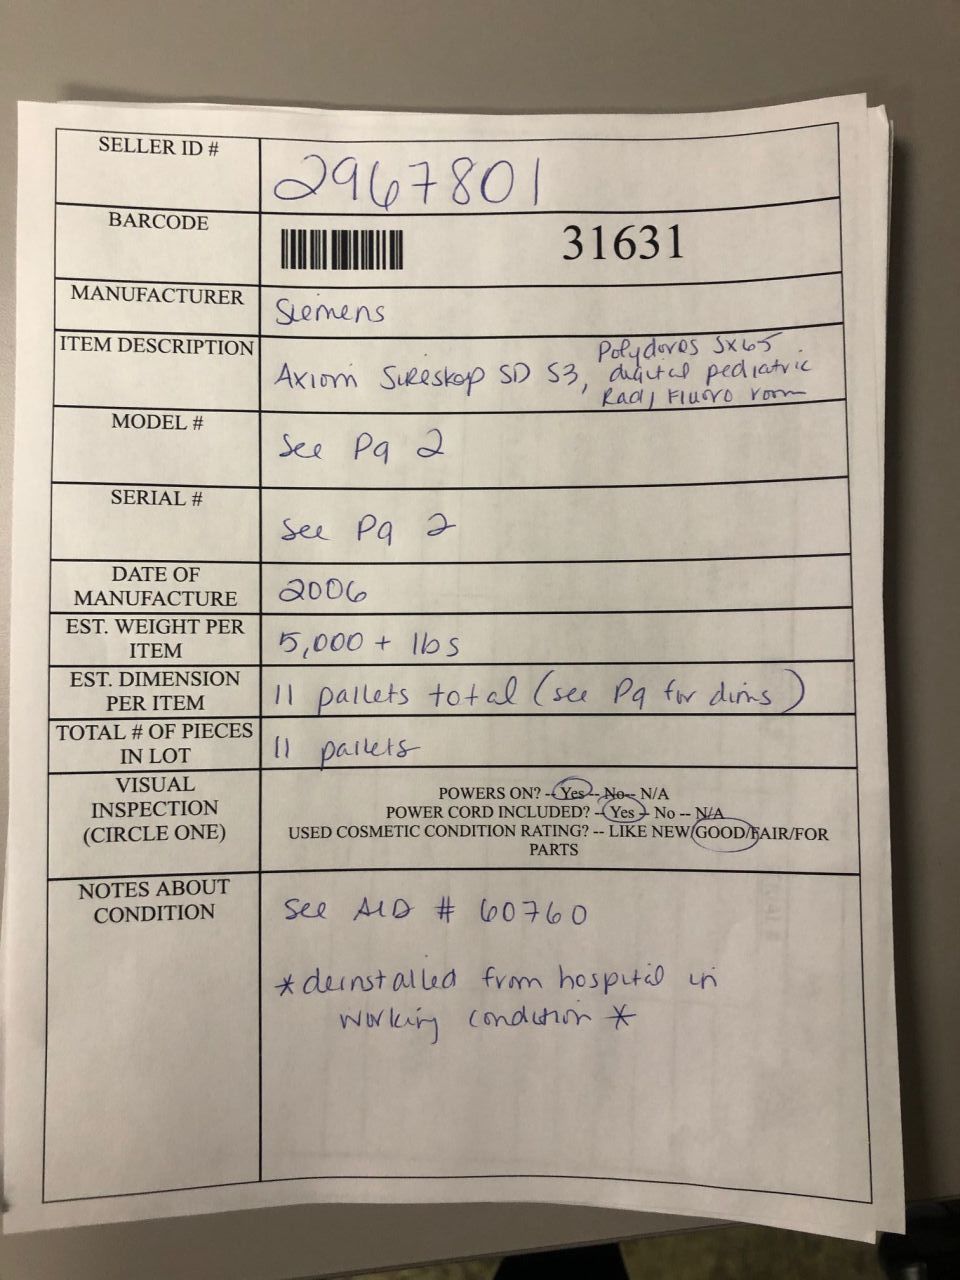 SELLER ID #
2967801
BARCODE
31631
MANUFACTURER
Siemens
ITEM DESCRIPTION
Axiom Sireskop SD S3,
Polydoros SX65
digital pediatric
Rad/Fluoro room
MODEL #
See Pg 2
SERIAL #
See Pg 2
DATE OF
MANUFACTURE
2006
EST. WEIGHT PER
ITEM
5,000 + lbs
EST. DIMENSION
PER ITEM
11 pallets total (see Pg for dims)
TOTAL # OF PIECES
IN LOT
11 pallets
VISUAL
INSPECTION
(CIRCLE ONE)
POWERS ON? -- Yes -- No -- N/A
POWER CORD INCLUDED? -- Yes -- No -- N/A
USED COSMETIC CONDITION RATING? -- LIKE NEW/GOOD/FAIR/FOR
PARTS
NOTES ABOUT
CONDITION
See AID # 60760
* deinstalled from hospital in
working condition *